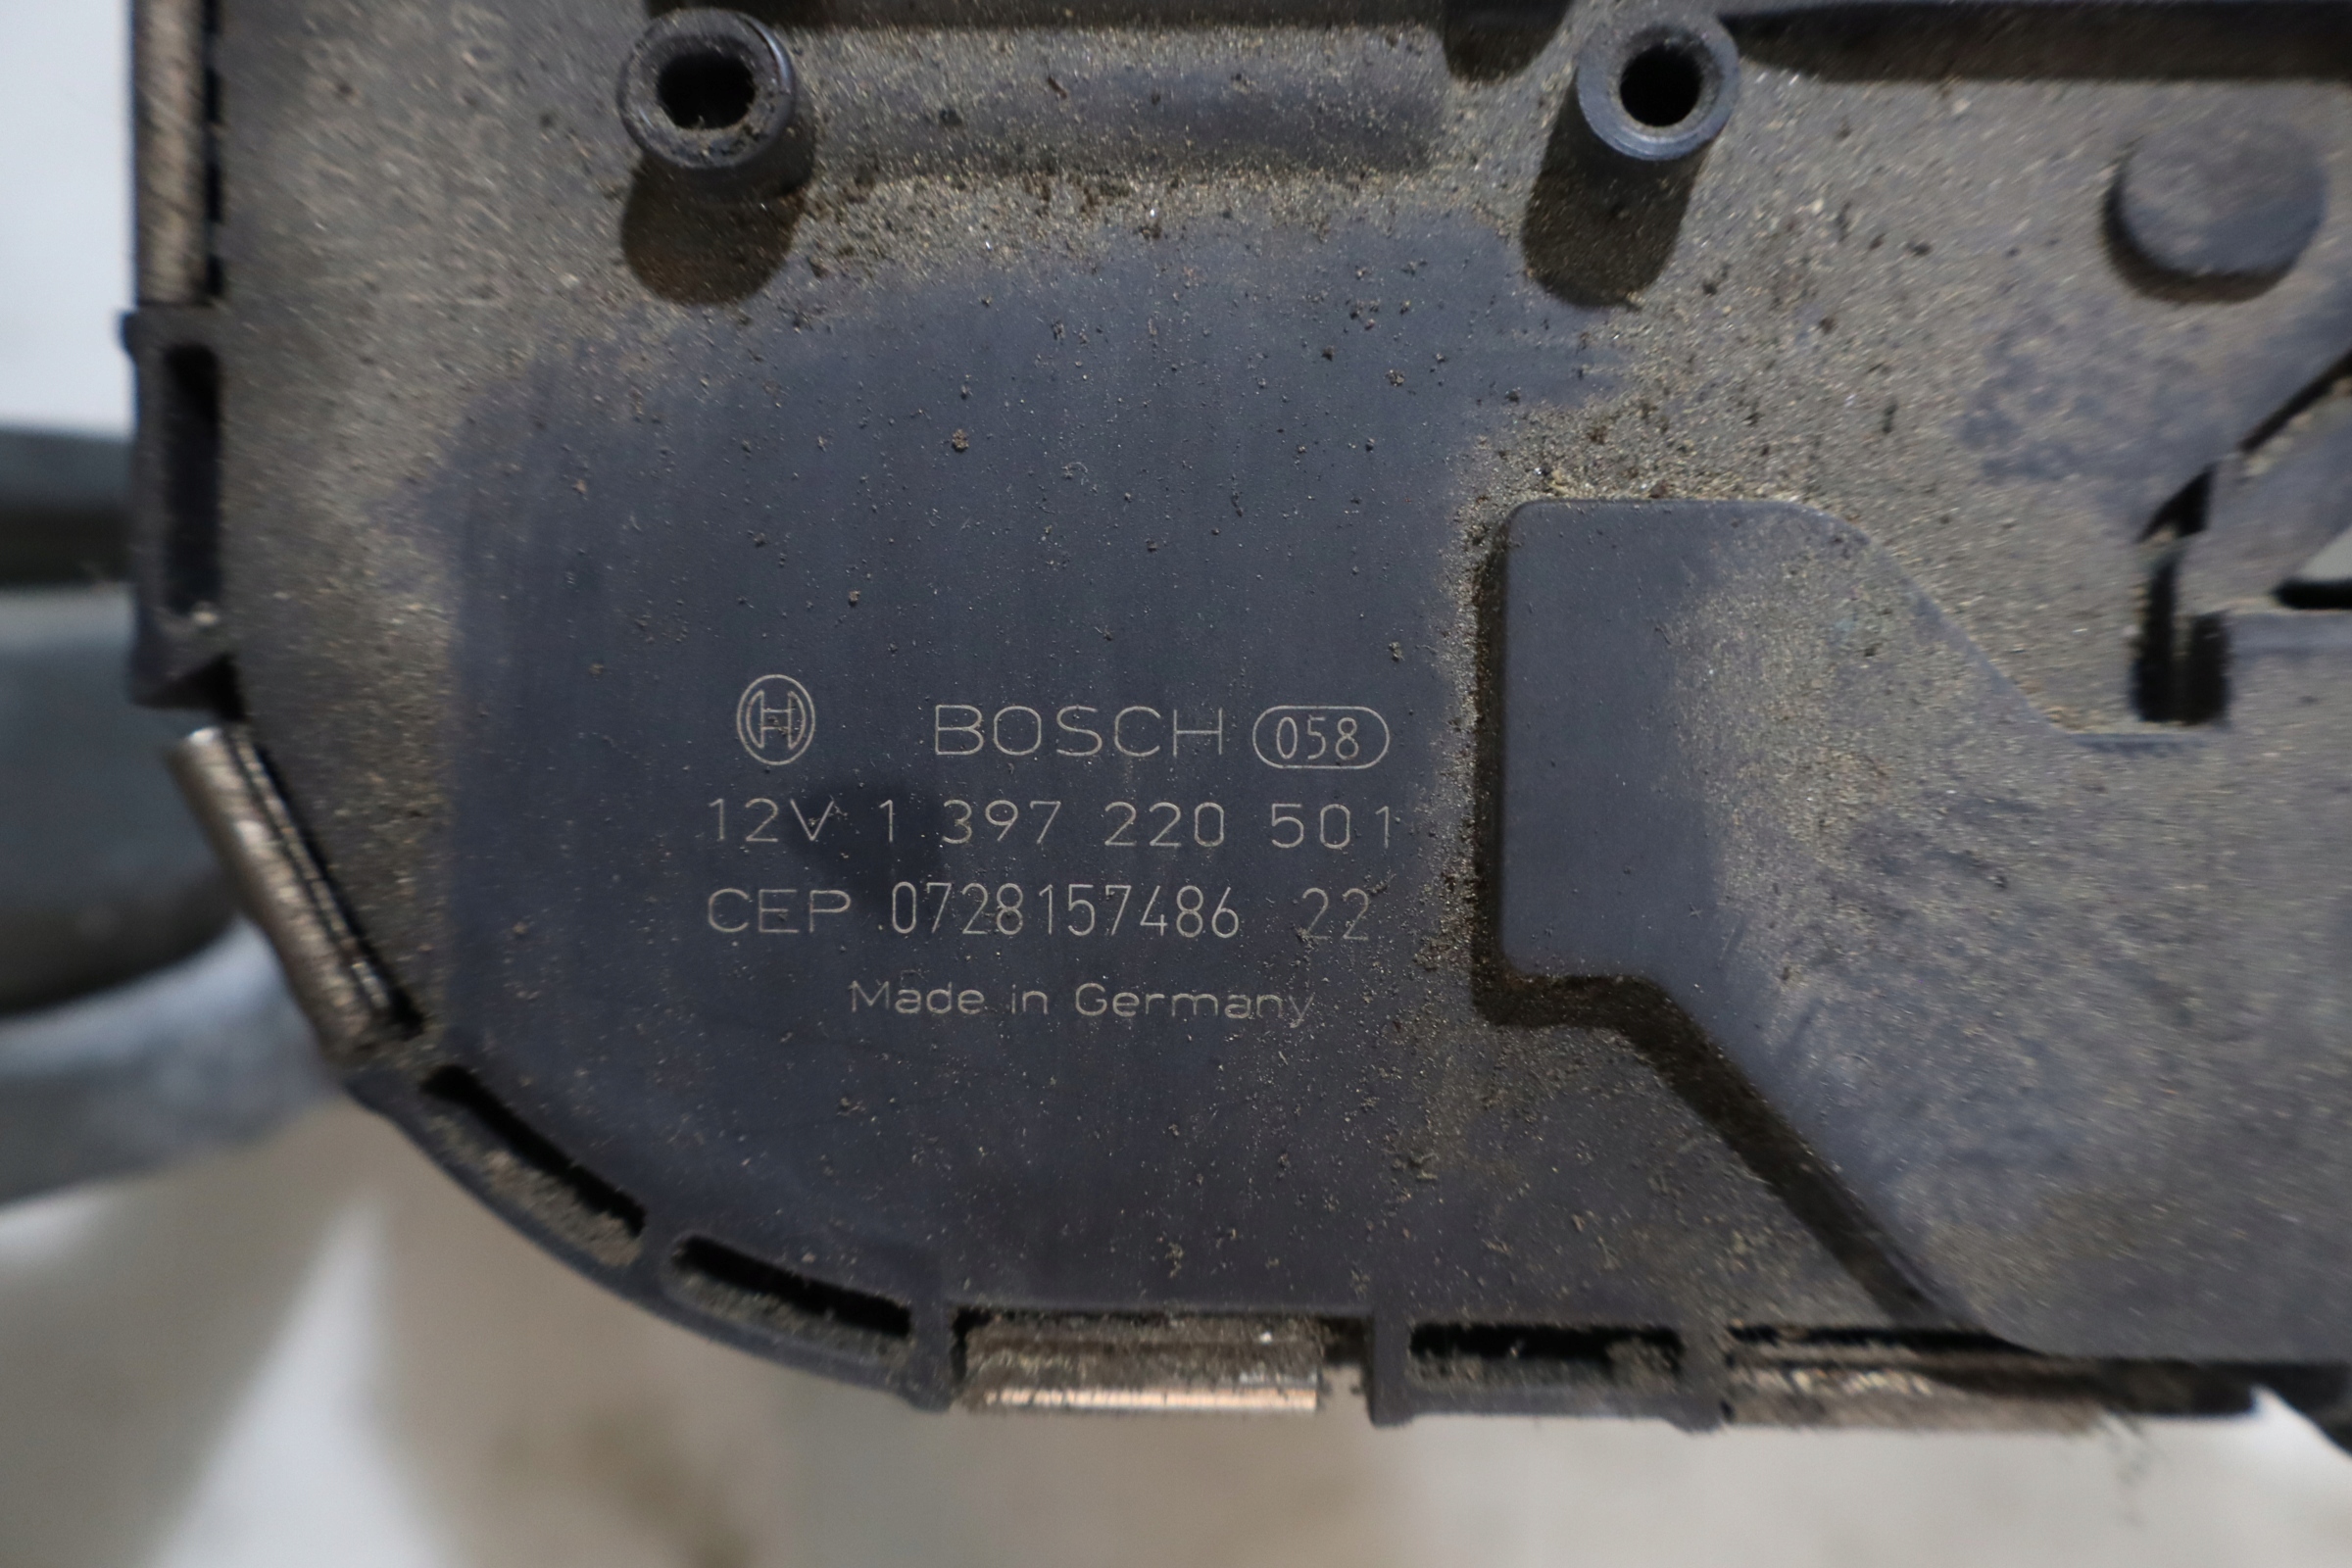 BOSCH 058
12V 1 397 220 501
CEP 0728157486 22
Made in Germany